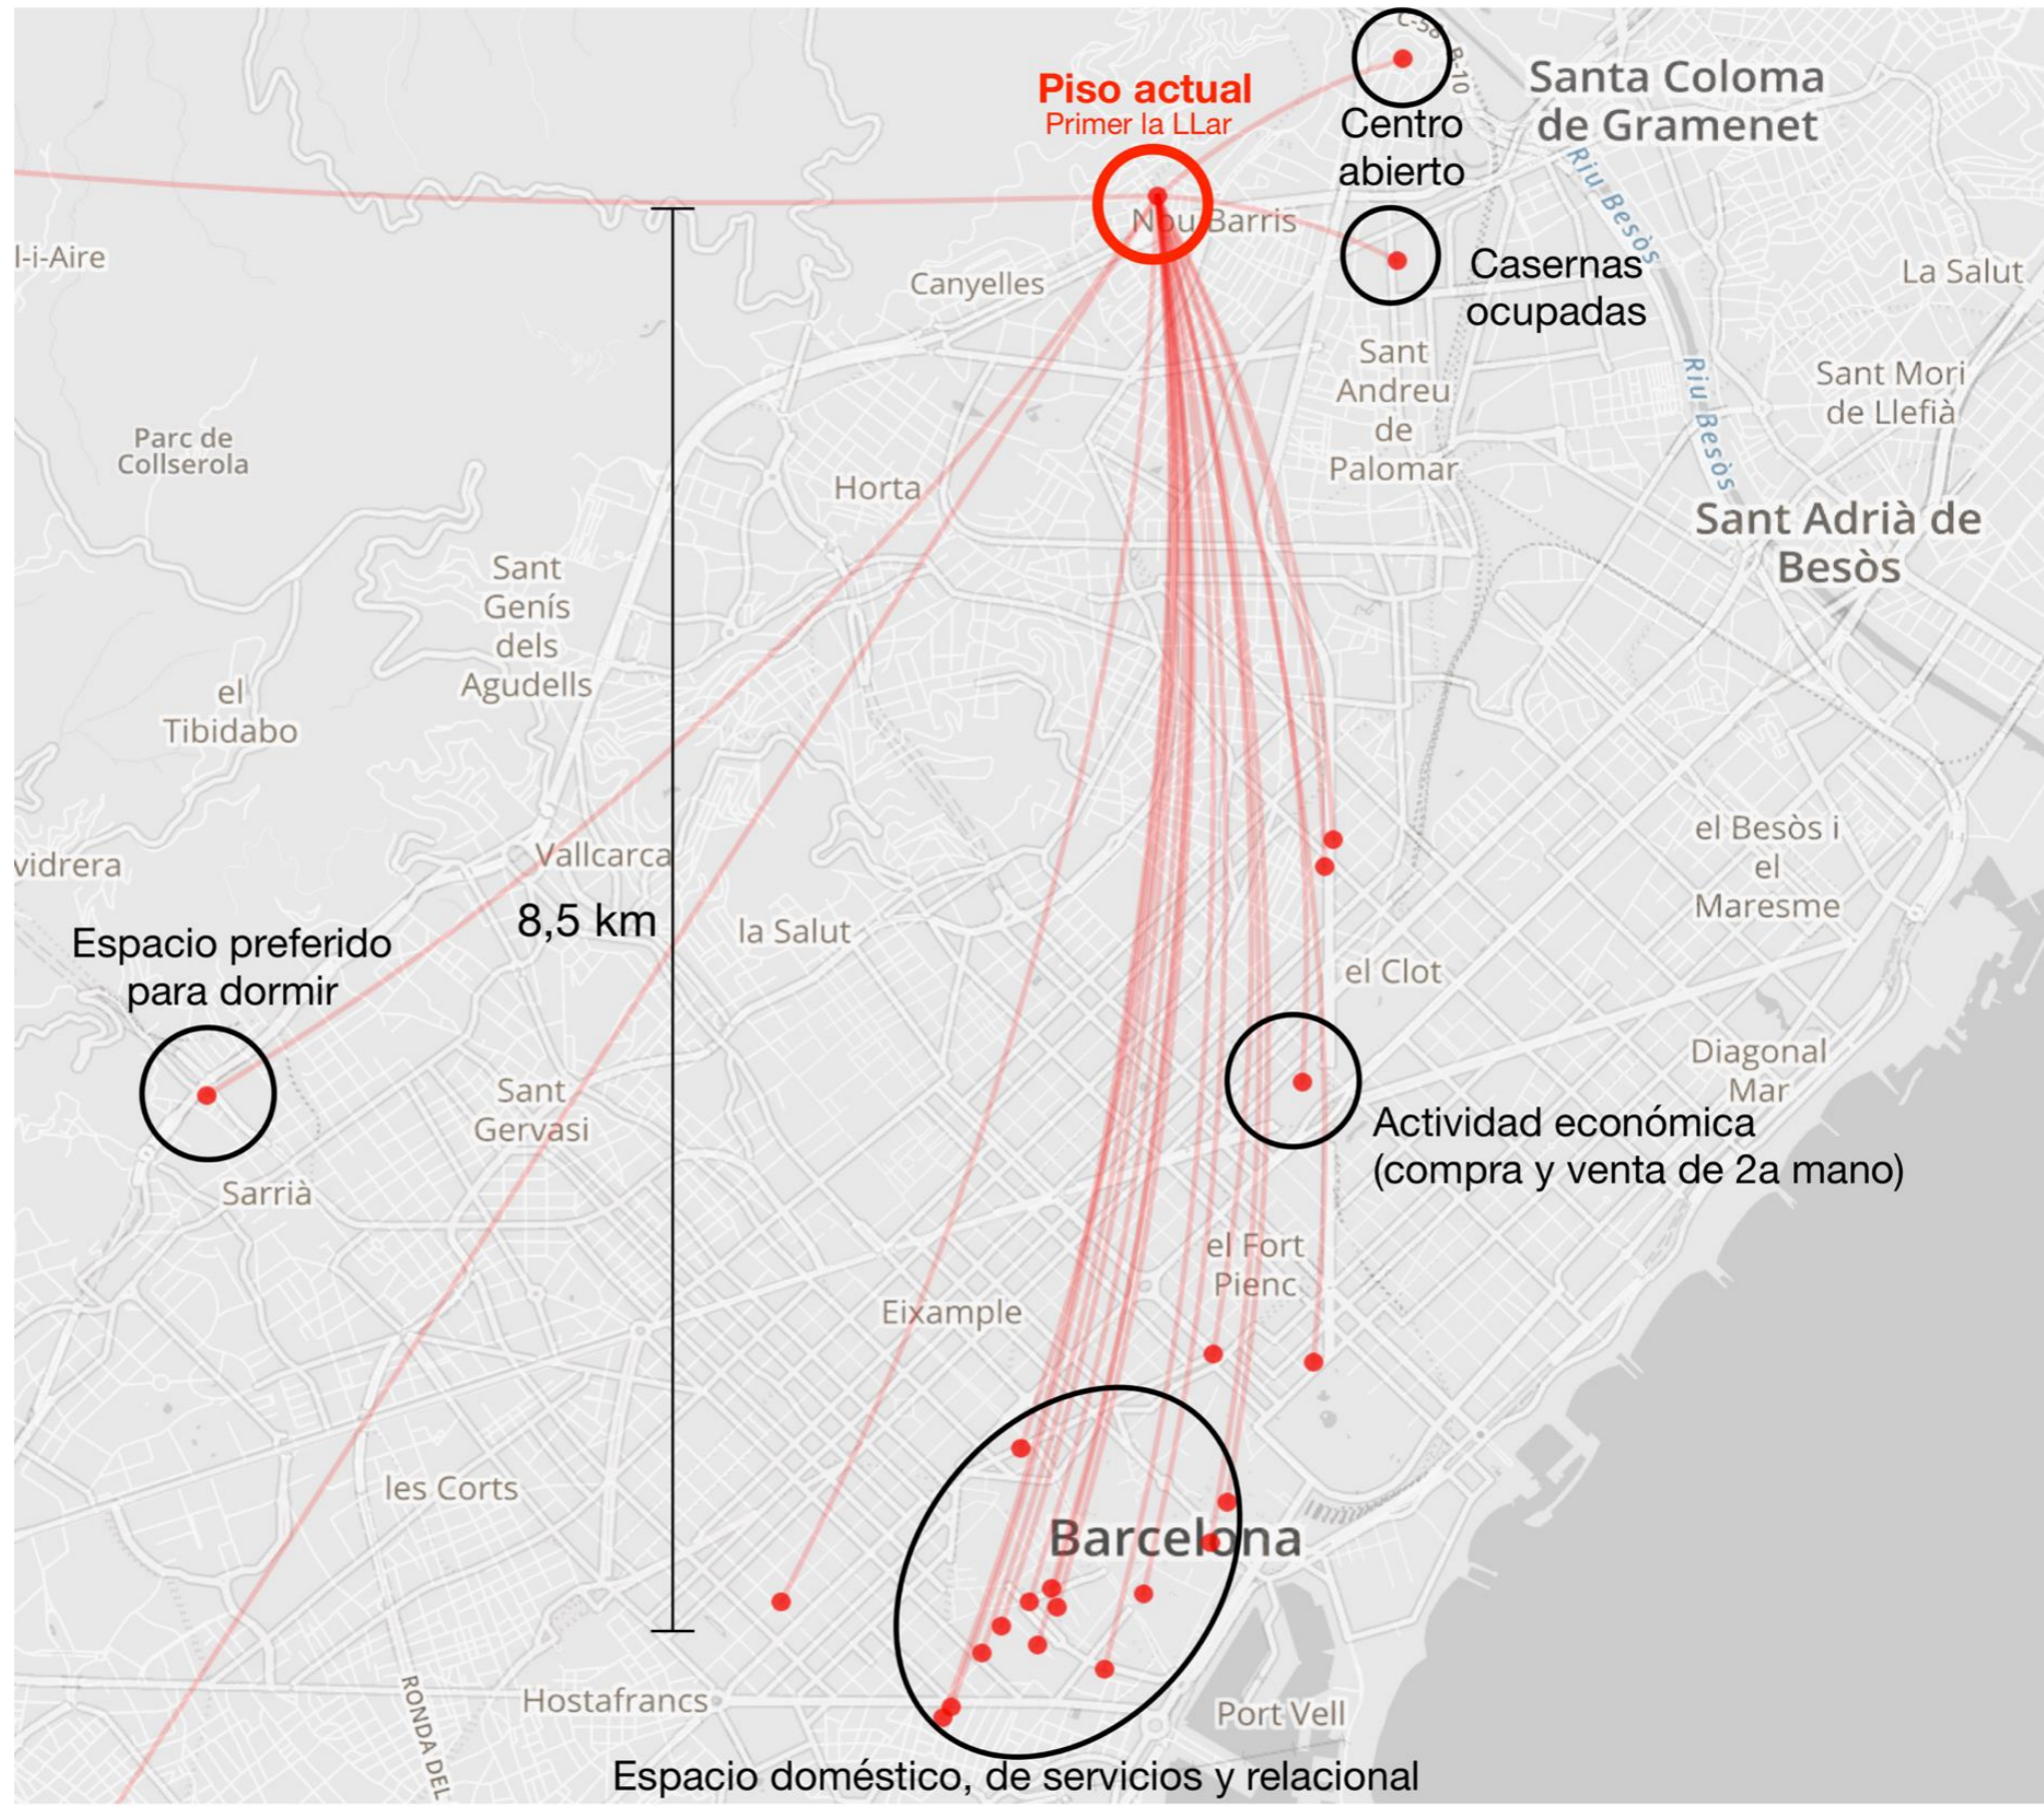 C-58
B-10
Santa Coloma
de Gramenet
Piso actual
Primer la LLar
Centro
abierto
Riu Besòs
Nou Barris
l-i-Aire
Canyelles
Casernas
ocupadas
La Salut
Sant
Andreu
de
Palomar
Riu Besòs
Sant Mori
de Llefià
Parc de
Collserola
Horta
Sant Adrià de
Besòs
Sant
Genís
dels
Agudells
el
Tibidabo
el Besòs i
el
Maresme
vidrera
Vallcarca
8,5 km
la Salut
Espacio preferido
para dormir
el Clot
Diagonal
Mar
Sant
Gervasi
Actividad económica
(compra y venta de 2a mano)
Sarrià
el Fort
Pienc
Eixample
les Corts
Barcelona
RONDA DEL
Hostafrancs
Port Vell
Espacio doméstico, de servicios y relacional